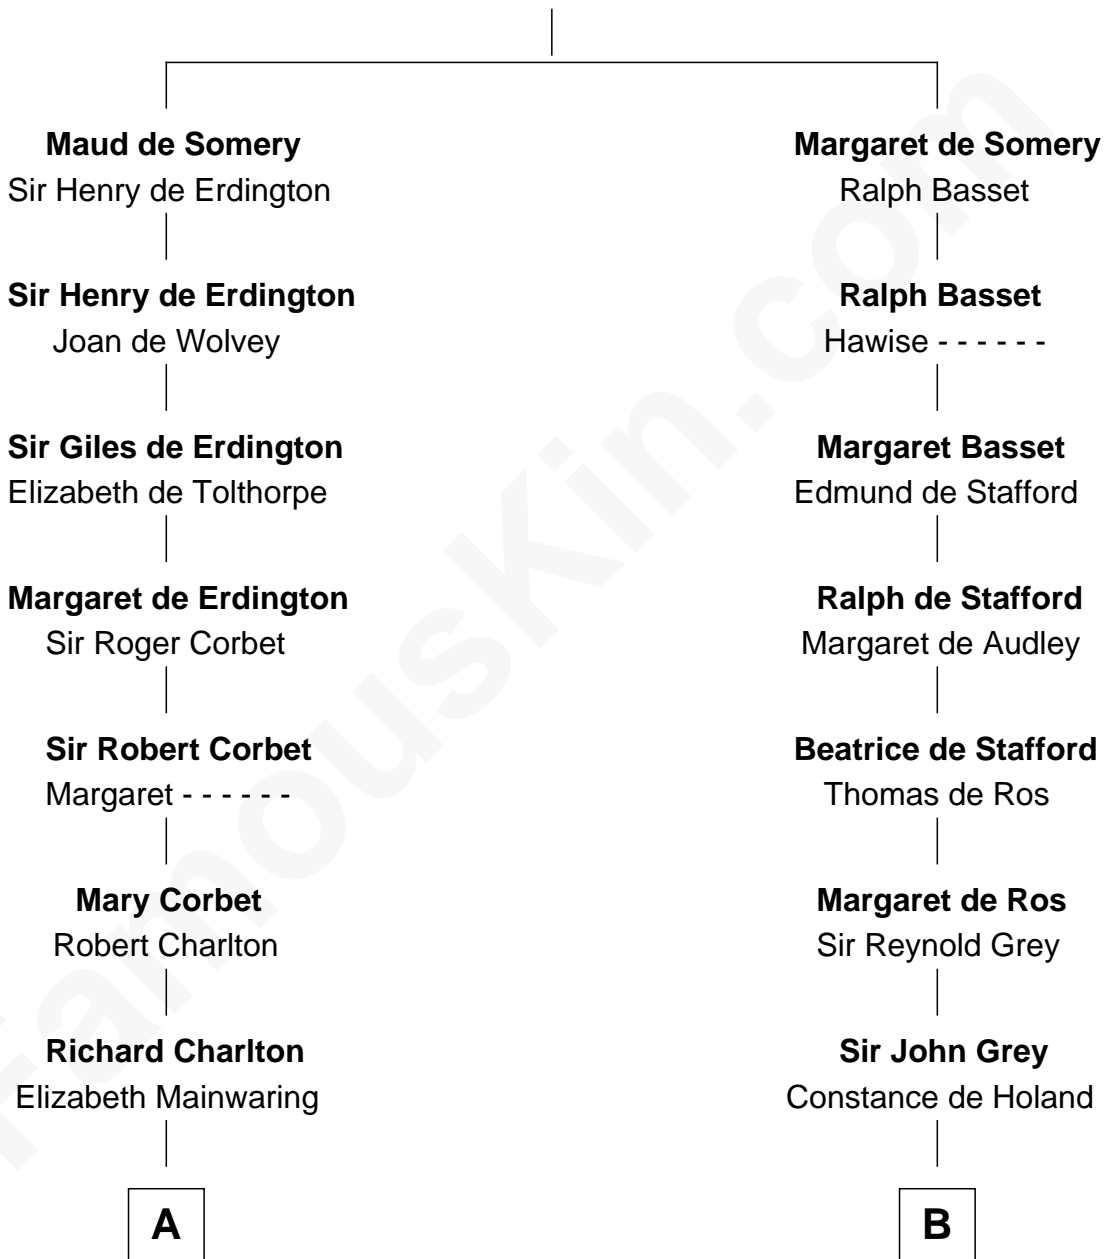 Maud de Somery
Sir Henry de Erdington
Sir Henry de Erdington
Joan de Wolvey
Sir Giles de Erdington
Elizabeth de Tolthorpe
Margaret de Erdington
Sir Roger Corbet
Sir Robert Corbet
Margaret - - - - - -
Mary Corbet
Robert Charlton
Richard Charlton
Elizabeth Mainwaring
A
Margaret de Somery
Ralph Basset
Ralph Basset
Hawise - - - - - -
Margaret Basset
Edmund de Stafford
Ralph de Stafford
Margaret de Audley
Beatrice de Stafford
Thomas de Ros
Margaret de Ros
Sir Reynold Grey
Sir John Grey
Constance de Holand
B
FamousKin.com